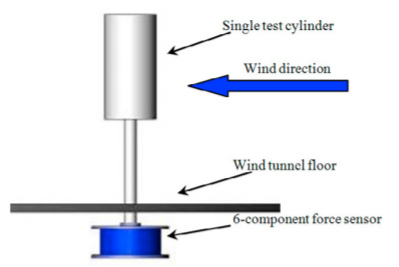 Single test cylinder
Wind direction
Wind tunnel floor
6-component force sensor